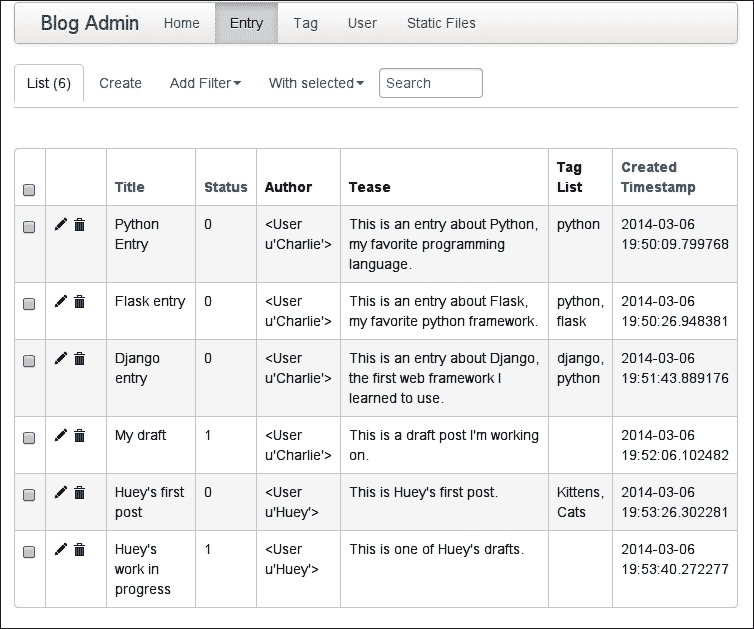 Blog Admin Home Entry Tag User Static Files
List (6) Create Add Filter With selected Search
Title Status Author Tease Tag List Created Timestamp
Python Entry 0 <User u'Charlie'> This is an entry about Python, my favorite programming language. python 2014-03-06 19:50:09.799768
Flask entry 0 <User u'Charlie'> This is an entry about Flask, my favorite python framework. python, flask 2014-03-06 19:50:26.948381
Django entry 0 <User u'Charlie'> This is an entry about Django, the first web framework I learned to use. django, python 2014-03-06 19:51:43.889176
My draft 1 <User u'Charlie'> This is a draft post I'm working on. 2014-03-06 19:52:06.102482
Huey's first post 0 <User u'Huey'> This is Huey's first post. Kittens, Cats 2014-03-06 19:53:26.302281
Huey's work in progress 1 <User u'Huey'> This is one of Huey's drafts. 2014-03-06 19:53:40.272277